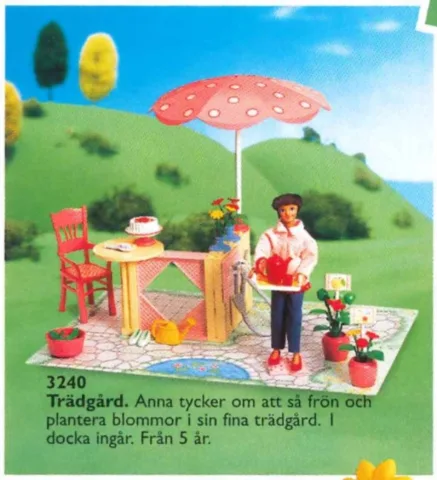 3240
Trädgård. Anna tycker om att så frön och
plantera blommor i sin fina trädgård. 1
docka ingår. Från 5 år.